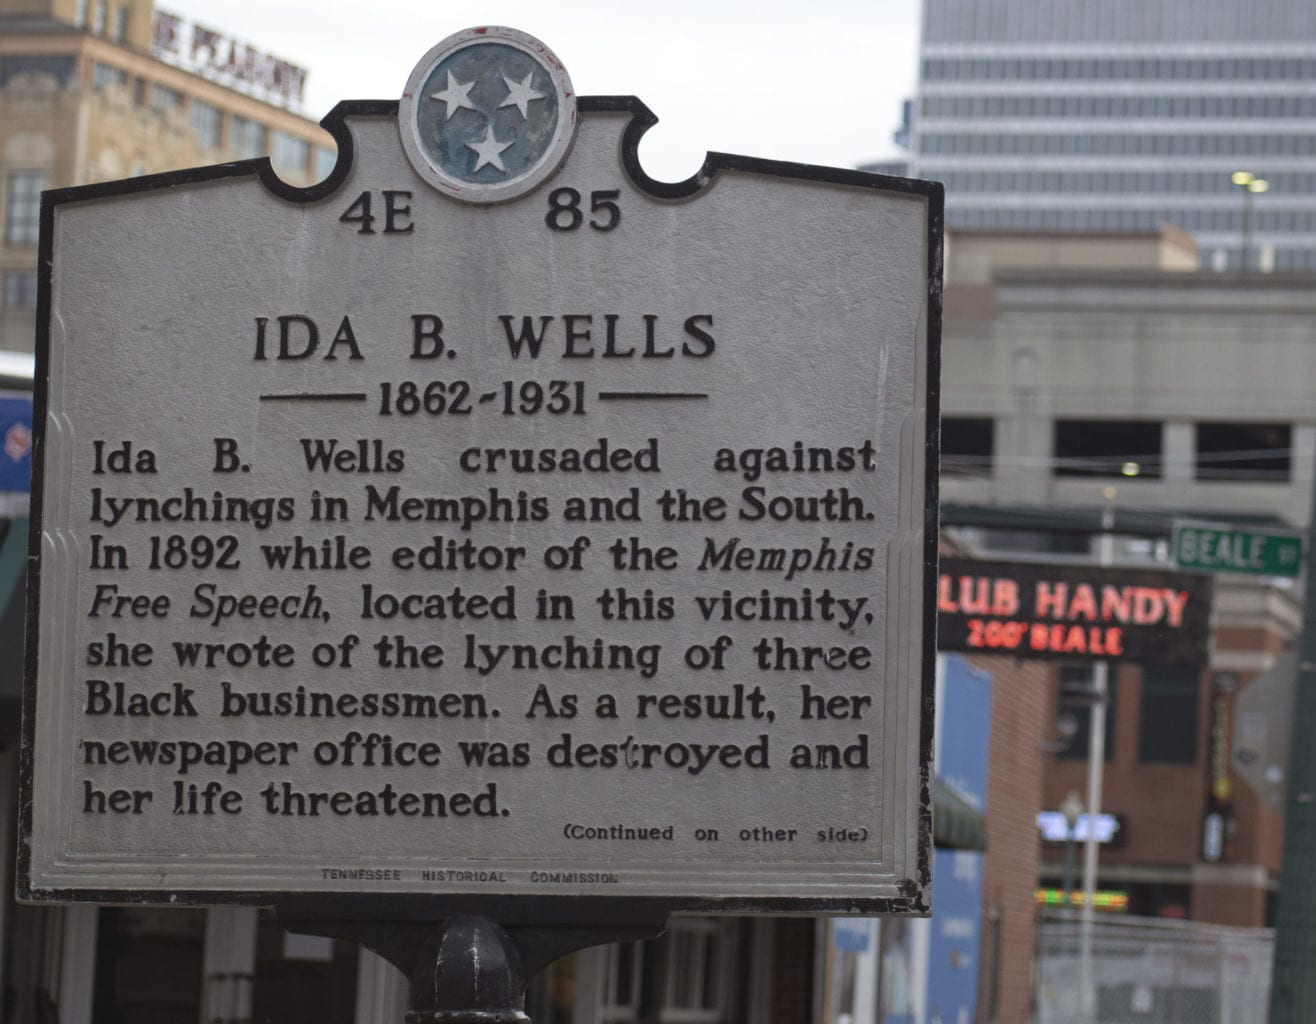 THE PEABODY
4E 85
IDA B. WELLS
1862-1931
Ida B. Wells crusaded against
lynchings in Memphis and the South.
In 1892 while editor of the Memphis
Free Speech, located in this vicinity,
she wrote of the lynching of three
Black businessmen. As a result, her
newspaper office was destroyed and
her life threatened.
(Continued on other side)
TENNESSEE HISTORICAL COMMISSION
BEALE ST
LUB HANDY
200 BEALE